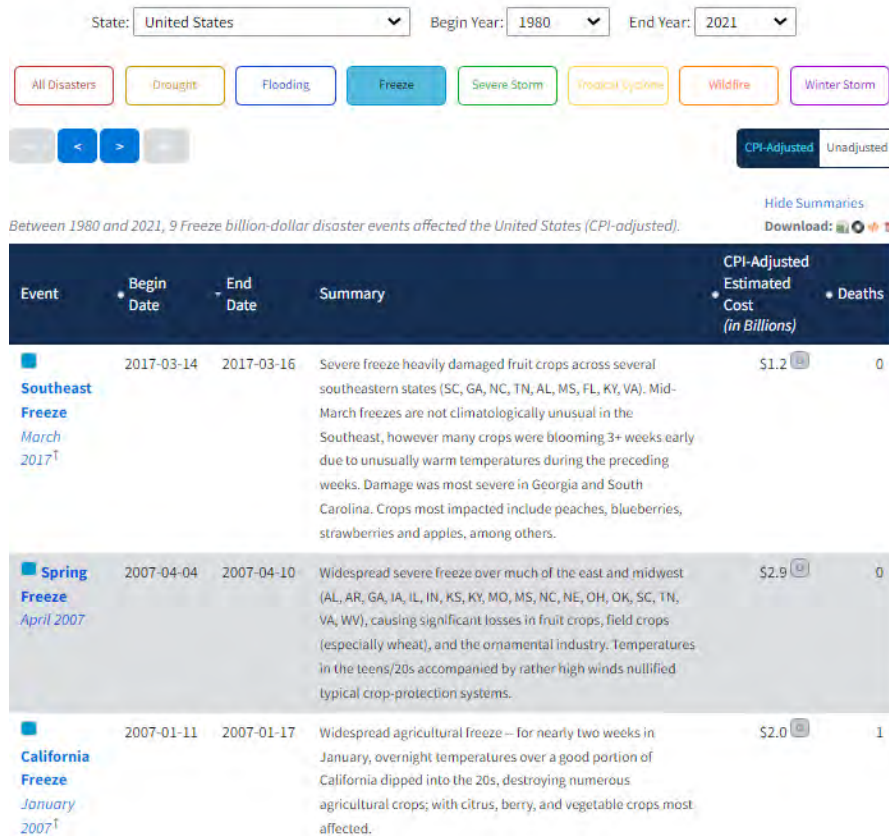 State: United States Begin Year: 1980 End Year: 2021
All Disasters Drought Flooding Freeze Severe Storm Tropical Cyclone Wildfire Winter Storm
< >
CPI-Adjusted Unadjusted
Hide Summaries
Between 1980 and 2021, 9 Freeze billion-dollar disaster events affected the United States (CPI-adjusted).
Download:
Event Begin Date End Date Summary CPI-Adjusted Estimated Cost (in Billions) Deaths
Southeast Freeze March 2017† 2017-03-14 2017-03-16 $1.2 0
Severe freeze heavily damaged fruit crops across several
southeastern states (SC, GA, NC, TN, AL, MS, FL, KY, VA). Mid-
March freezes are not climatologically unusual in the
Southeast, however many crops were blooming 3+ weeks early
due to unusually warm temperatures during the preceding
weeks. Damage was most severe in Georgia and South
Carolina. Crops most impacted include peaches, blueberries,
strawberries and apples, among others.
Spring Freeze April 2007 2007-04-04 2007-04-10 $2.9 0
Widespread severe freeze over much of the east and midwest
(AL, AR, GA, IA, IL, IN, KS, KY, MO, MS, NC, NE, OH, OK, SC, TN,
VA, WV), causing significant losses in fruit crops, field crops
(especially wheat), and the ornamental industry. Temperatures
in the teens/20s accompanied by rather high winds nullified
typical crop-protection systems.
California Freeze January 2007† 2007-01-11 2007-01-17 $2.0 1
Widespread agricultural freeze – for nearly two weeks in
January, overnight temperatures over a good portion of
California dipped into the 20s, destroying numerous
agricultural crops; with citrus, berry, and vegetable crops most
affected.